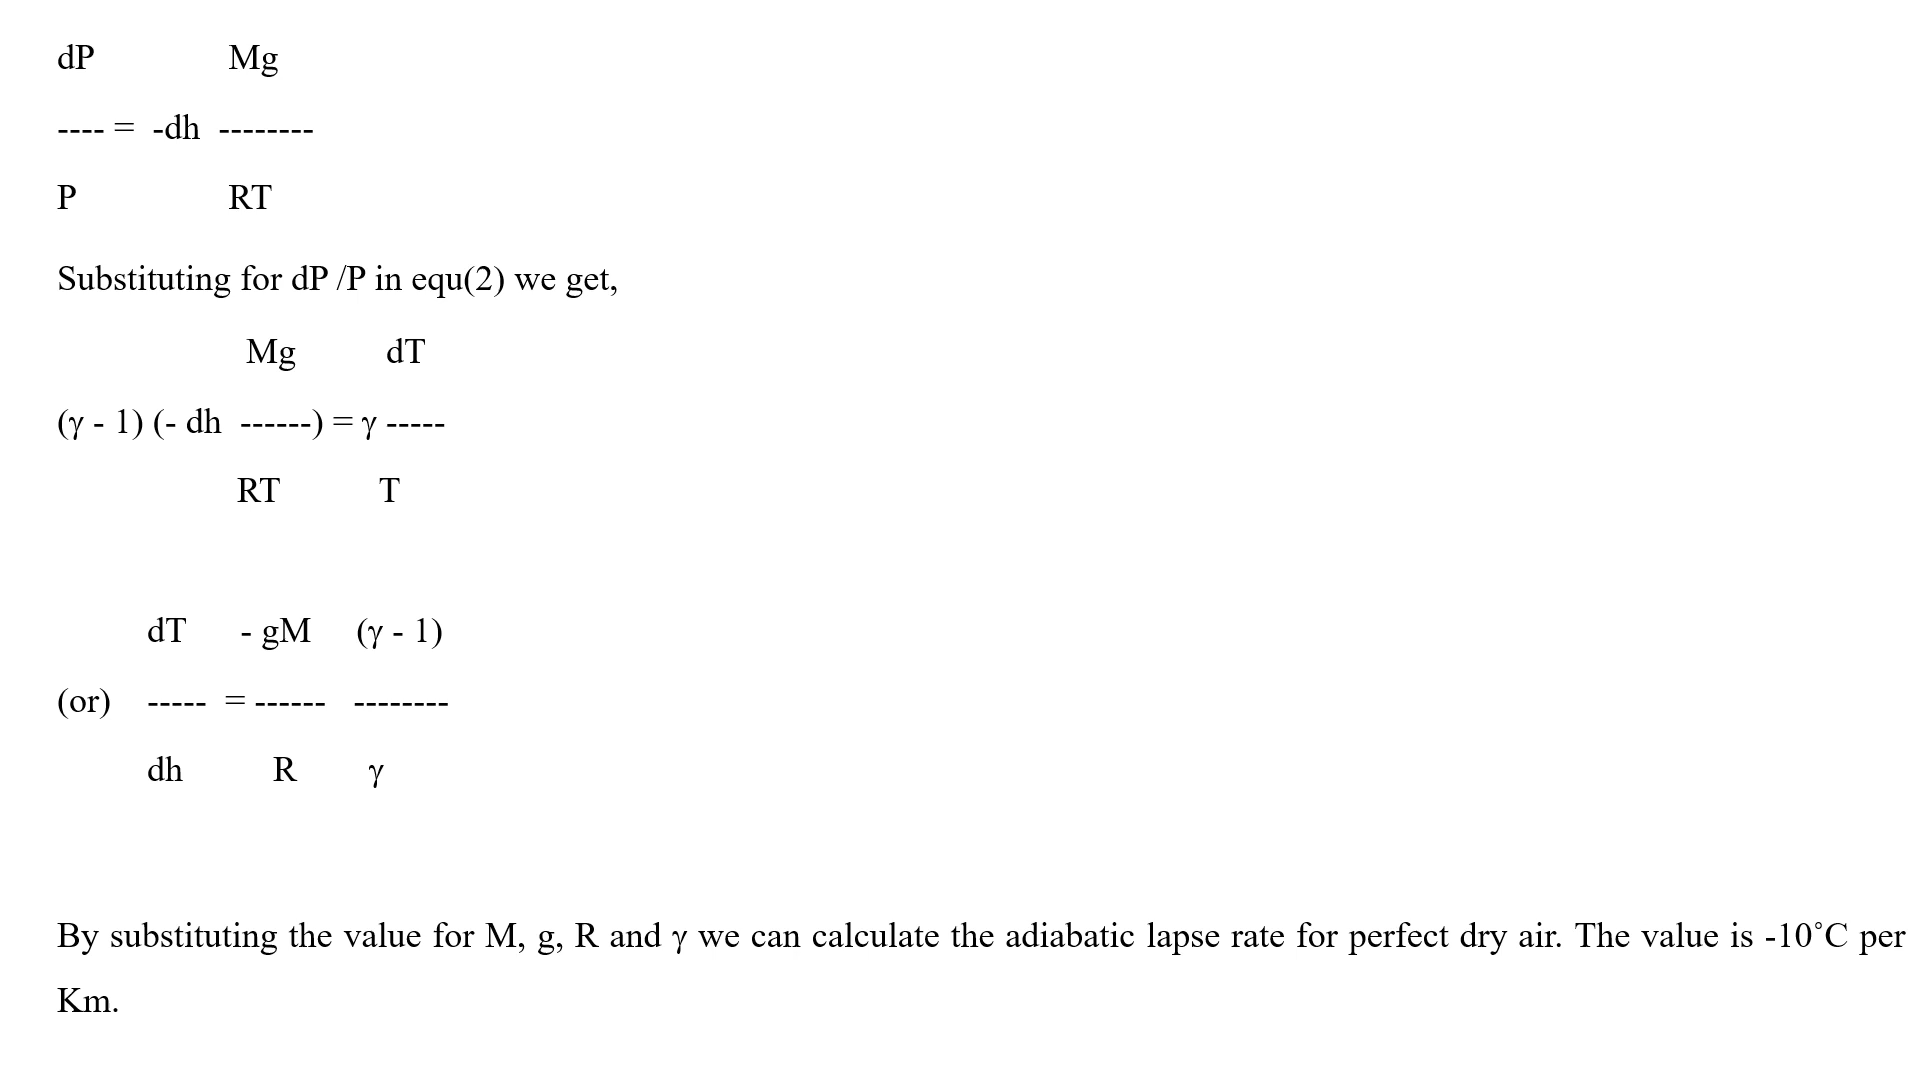 dP Mg
---- = -dh --------
P RT
Substituting for dP /P in equ(2) we get,
Mg dT
(γ - 1) (- dh ------) = γ -----
RT T
dT - gM (γ - 1)
(or) ----- = ------ --------
dh R γ
By substituting the value for M, g, R and γ we can calculate the adiabatic lapse rate for perfect dry air. The value is -10˚C per
Km.